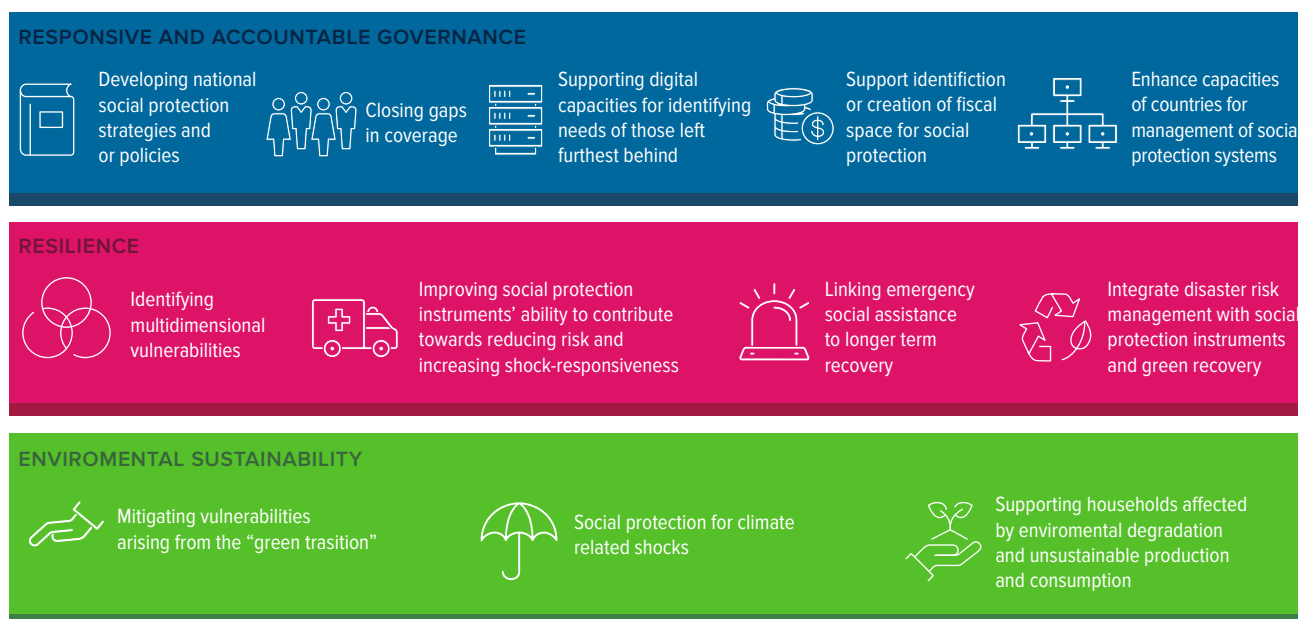 RESPONSIVE AND ACCOUNTABLE GOVERNANCE
Developing national
social protection
strategies and
or policies
Closing gaps
in coverage
Supporting digital
capacities for identifying
needs of those left
furthest behind
Support identifiction
or creation of fiscal
space for social
protection
Enhance capacities
of countries for
management of socia
protection systems
RESILIENCE
Identifying
multidimensional
vulnerabilities
Improving social protection
instruments’ ability to contribute
towards reducing risk and
increasing shock-responsiveness
Linking emergency
social assistance
to longer term
recovery
Integrate disaster risk
management with social
protection instruments
and green recovery
ENVIROMENTAL SUSTAINABILITY
Mitigating vulnerabilities
arising from the “green trasition”
Social protection for climate
related shocks
Supporting households affected
by enviromental degradation
and unsustainable production
and consumption